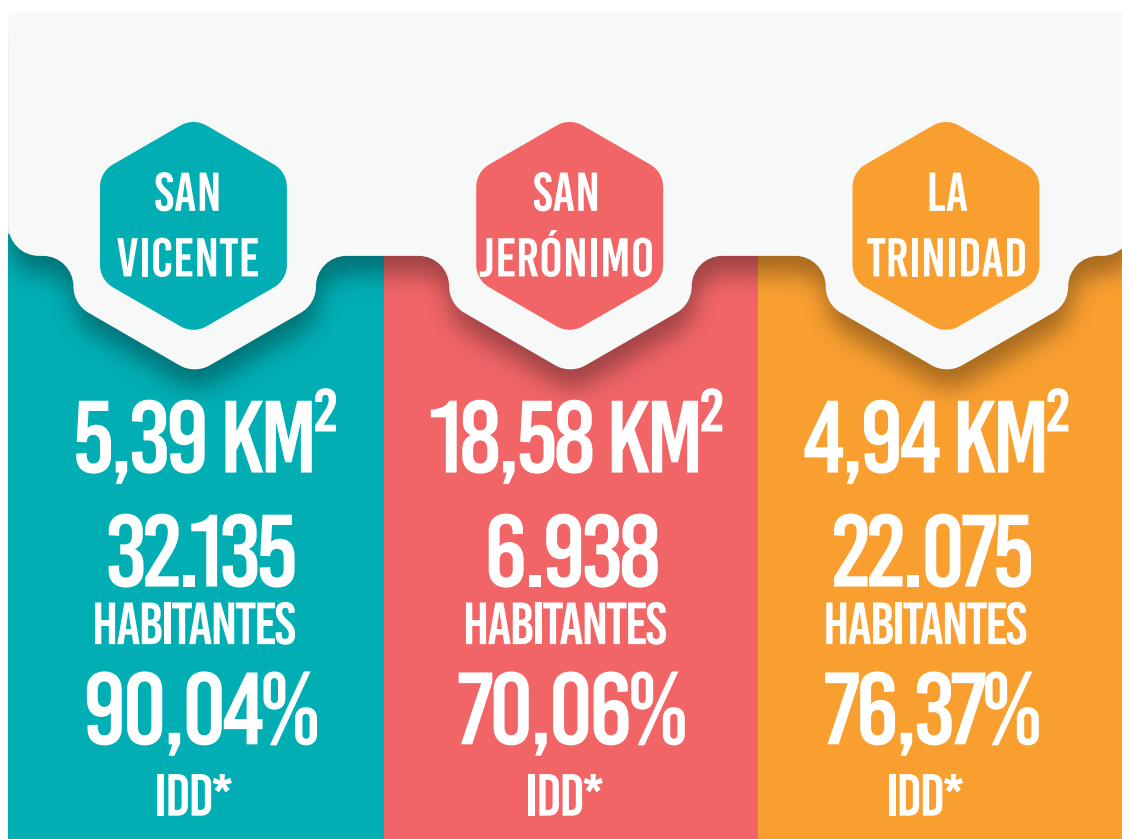 SAN
VICENTE
5,39 KM²
32.135
HABITANTES
90,04%
IDD*
SAN
JERÓNIMO
18,58 KM²
6.938
HABITANTES
70,06%
IDD*
LA
TRINIDAD
4,94 KM²
22.075
HABITANTES
76,37%
IDD*